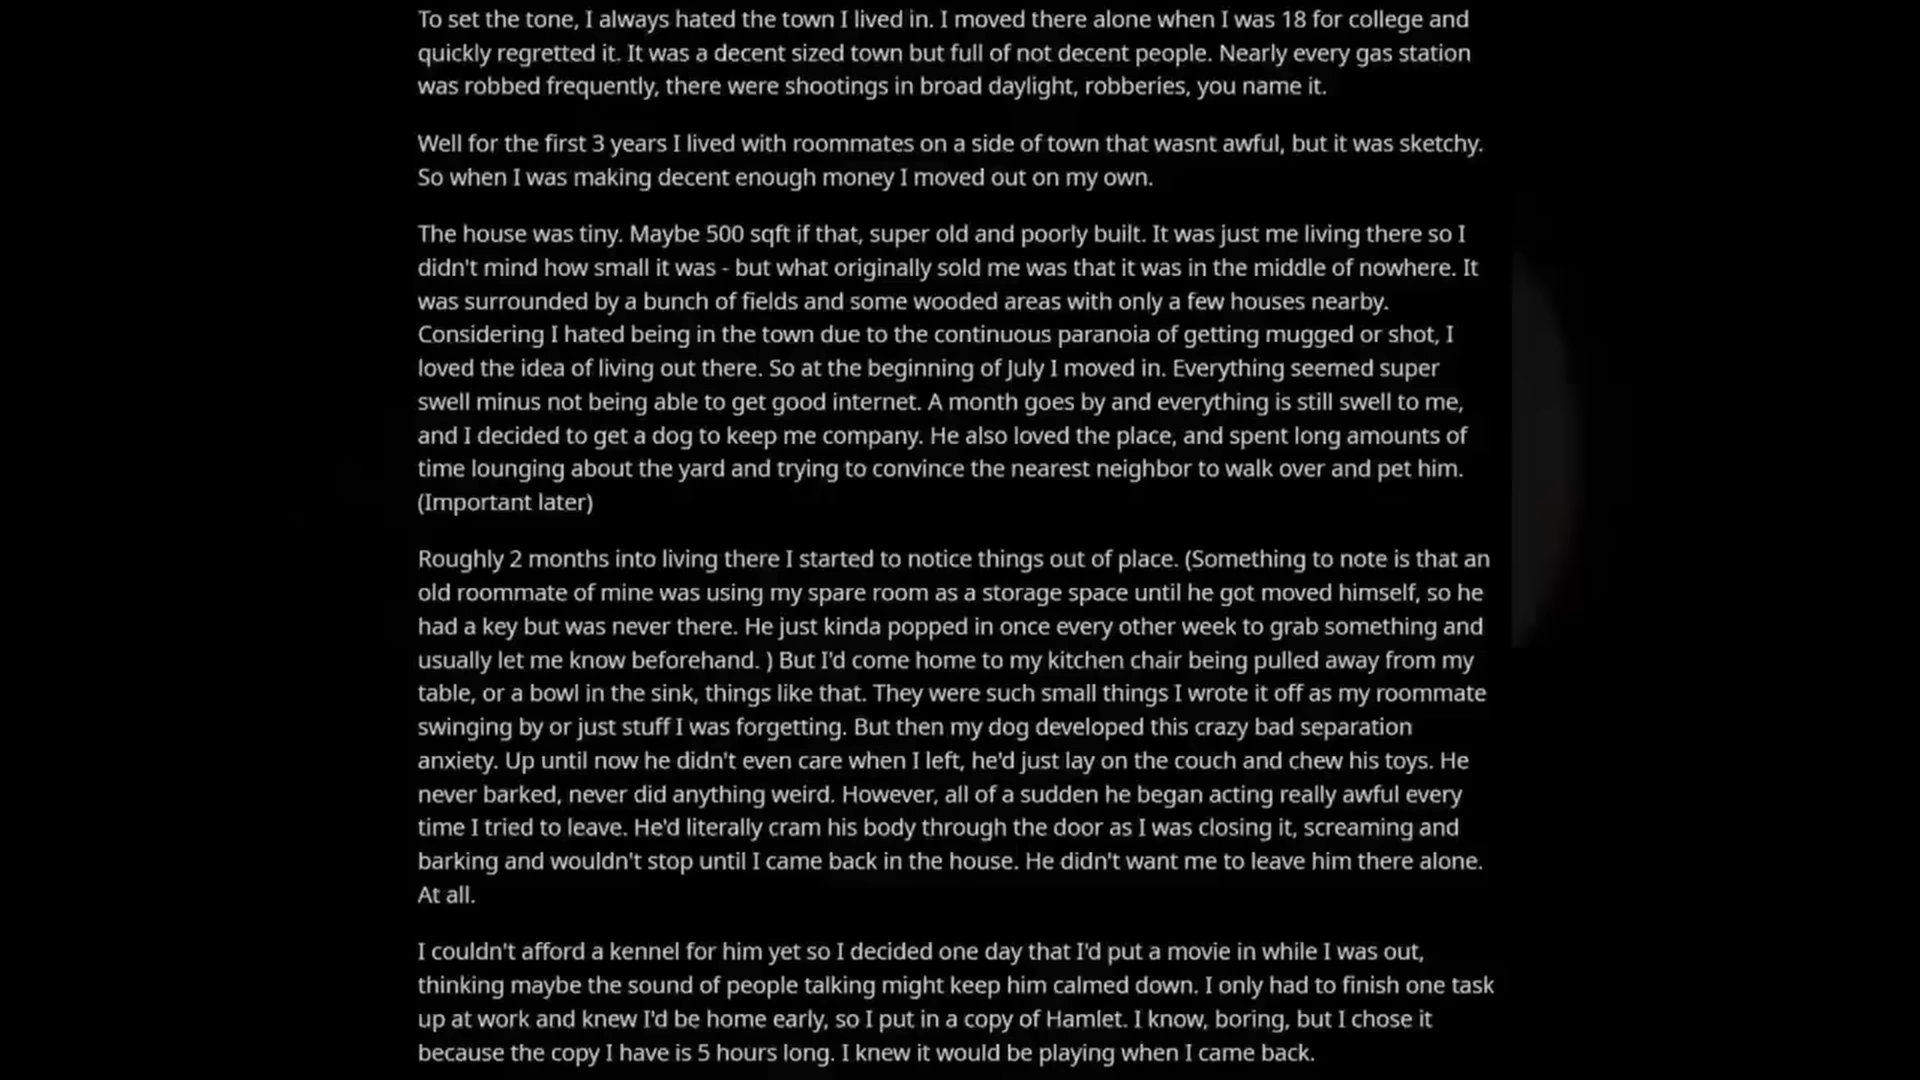 To set the tone, I always hated the town I lived in. I moved there alone when I was 18 for college and
quickly regretted it. It was a decent sized town but full of not decent people. Nearly every gas station
was robbed frequently, there were shootings in broad daylight, robberies, you name it.
Well for the first 3 years I lived with roommates on a side of town that wasnt awful, but it was sketchy.
So when I was making decent enough money I moved out on my own.
The house was tiny. Maybe 500 sqft if that, super old and poorly built. It was just me living there so I
didn't mind how small it was - but what originally sold me was that it was in the middle of nowhere. It
was surrounded by a bunch of fields and some wooded areas with only a few houses nearby.
Considering I hated being in the town due to the continuous paranoia of getting mugged or shot, I
loved the idea of living out there. So at the beginning of July I moved in. Everything seemed super
swell minus not being able to get good internet. A month goes by and everything is still swell to me,
and I decided to get a dog to keep me company. He also loved the place, and spent long amounts of
time lounging about the yard and trying to convince the nearest neighbor to walk over and pet him.
(Important later)
Roughly 2 months into living there I started to notice things out of place. (Something to note is that an
old roommate of mine was using my spare room as a storage space until he got moved himself, so he
had a key but was never there. He just kinda popped in once every other week to grab something and
usually let me know beforehand. ) But I'd come home to my kitchen chair being pulled away from my
table, or a bowl in the sink, things like that. They were such small things I wrote it off as my roommate
swinging by or just stuff I was forgetting. But then my dog developed this crazy bad separation
anxiety. Up until now he didn't even care when I left, he'd just lay on the couch and chew his toys. He
never barked, never did anything weird. However, all of a sudden he began acting really awful every
time I tried to leave. He'd literally cram his body through the door as I was closing it, screaming and
barking and wouldn't stop until I came back in the house. He didn't want me to leave him there alone.
At all.
I couldn't afford a kennel for him yet so I decided one day that I'd put a movie in while I was out,
thinking maybe the sound of people talking might keep him calmed down. I only had to finish one task
up at work and knew I'd be home early, so I put in a copy of Hamlet. I know, boring, but I chose it
because the copy I have is 5 hours long. I knew it would be playing when I came back.